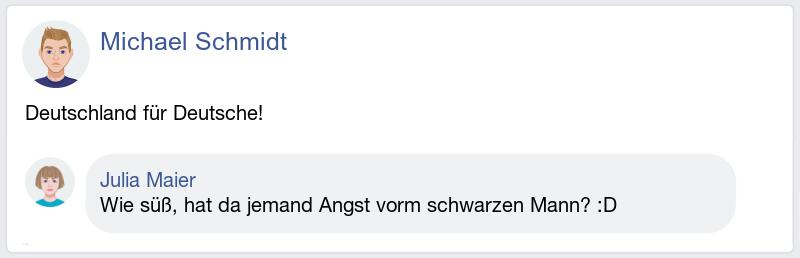 Michael Schmidt
Deutschland für Deutsche!
Julia Maier
Wie süß, hat da jemand Angst vorm schwarzen Mann? :D